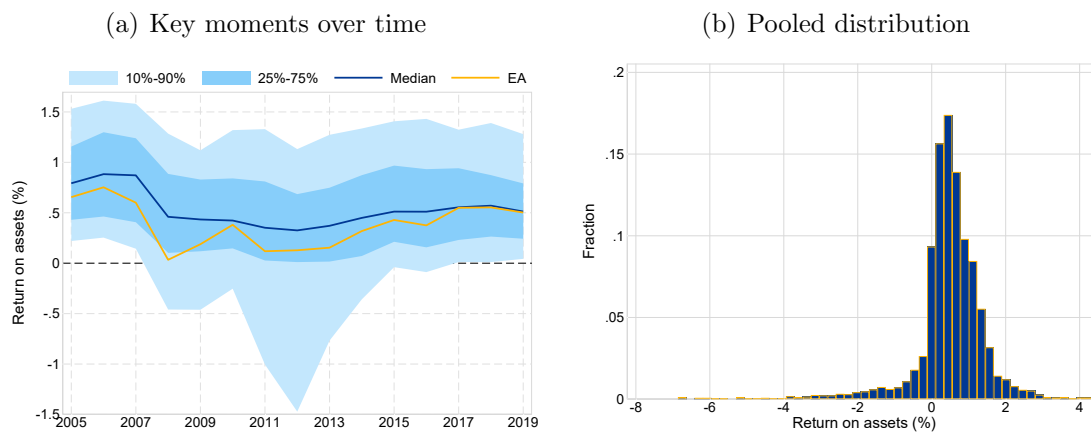 (a) Key moments over time
10%-90% 25%-75% Median EA
Return on assets (%)
1.5
1
.5
0
-.5
-1
-1.5
2005 2007 2009 2011 2013 2015 2017 2019
(b) Pooled distribution
Fraction
.2
.15
.1
.05
0
-8 -6 -4 -2 0 2 4
Return on assets (%)